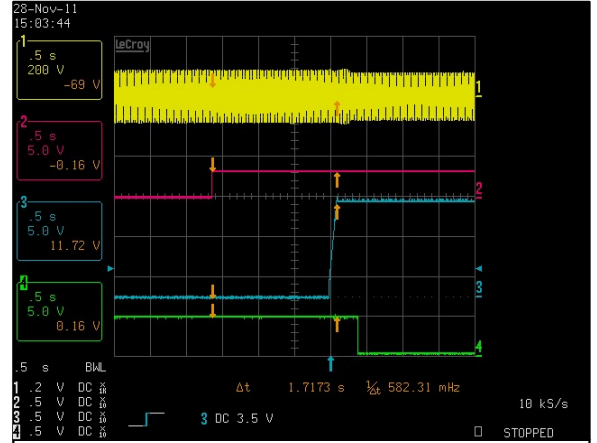 28-Nov-11
15:03:44
LeCroy
1
.5 s
200 V
-69 V
2
.5 s
5.0 V
-0.16 V
3
.5 s
5.0 V
11.72 V
4
.5 s
5.0 V
0.16 V
1
2
3
4
.5 s BWL
1 .2 V DC
2 .5 V DC
3 .5 V DC
4 .5 V DC
Δt 1.7173 s 1/Δt 582.31 mHz
3 DC 3.5 V
10 kS/s
STOPPED